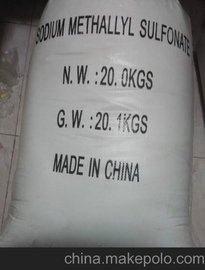 SODIUM METHALLYL SULFONATE
N.W.:20.0KGS
G.W.:20.1KGS
MADE IN CHINA
china.makepolo.com